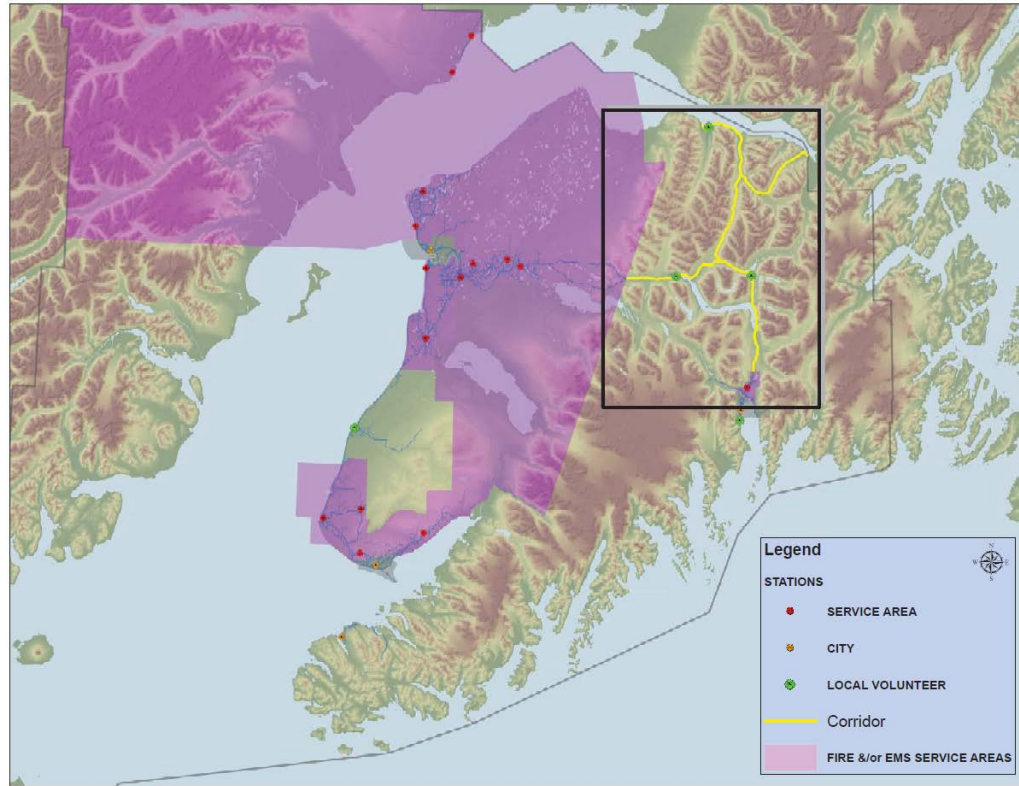 Legend
N
W
E
S
STATIONS
SERVICE AREA
CITY
LOCAL VOLUNTEER
Corridor
FIRE &/or EMS SERVICE AREAS